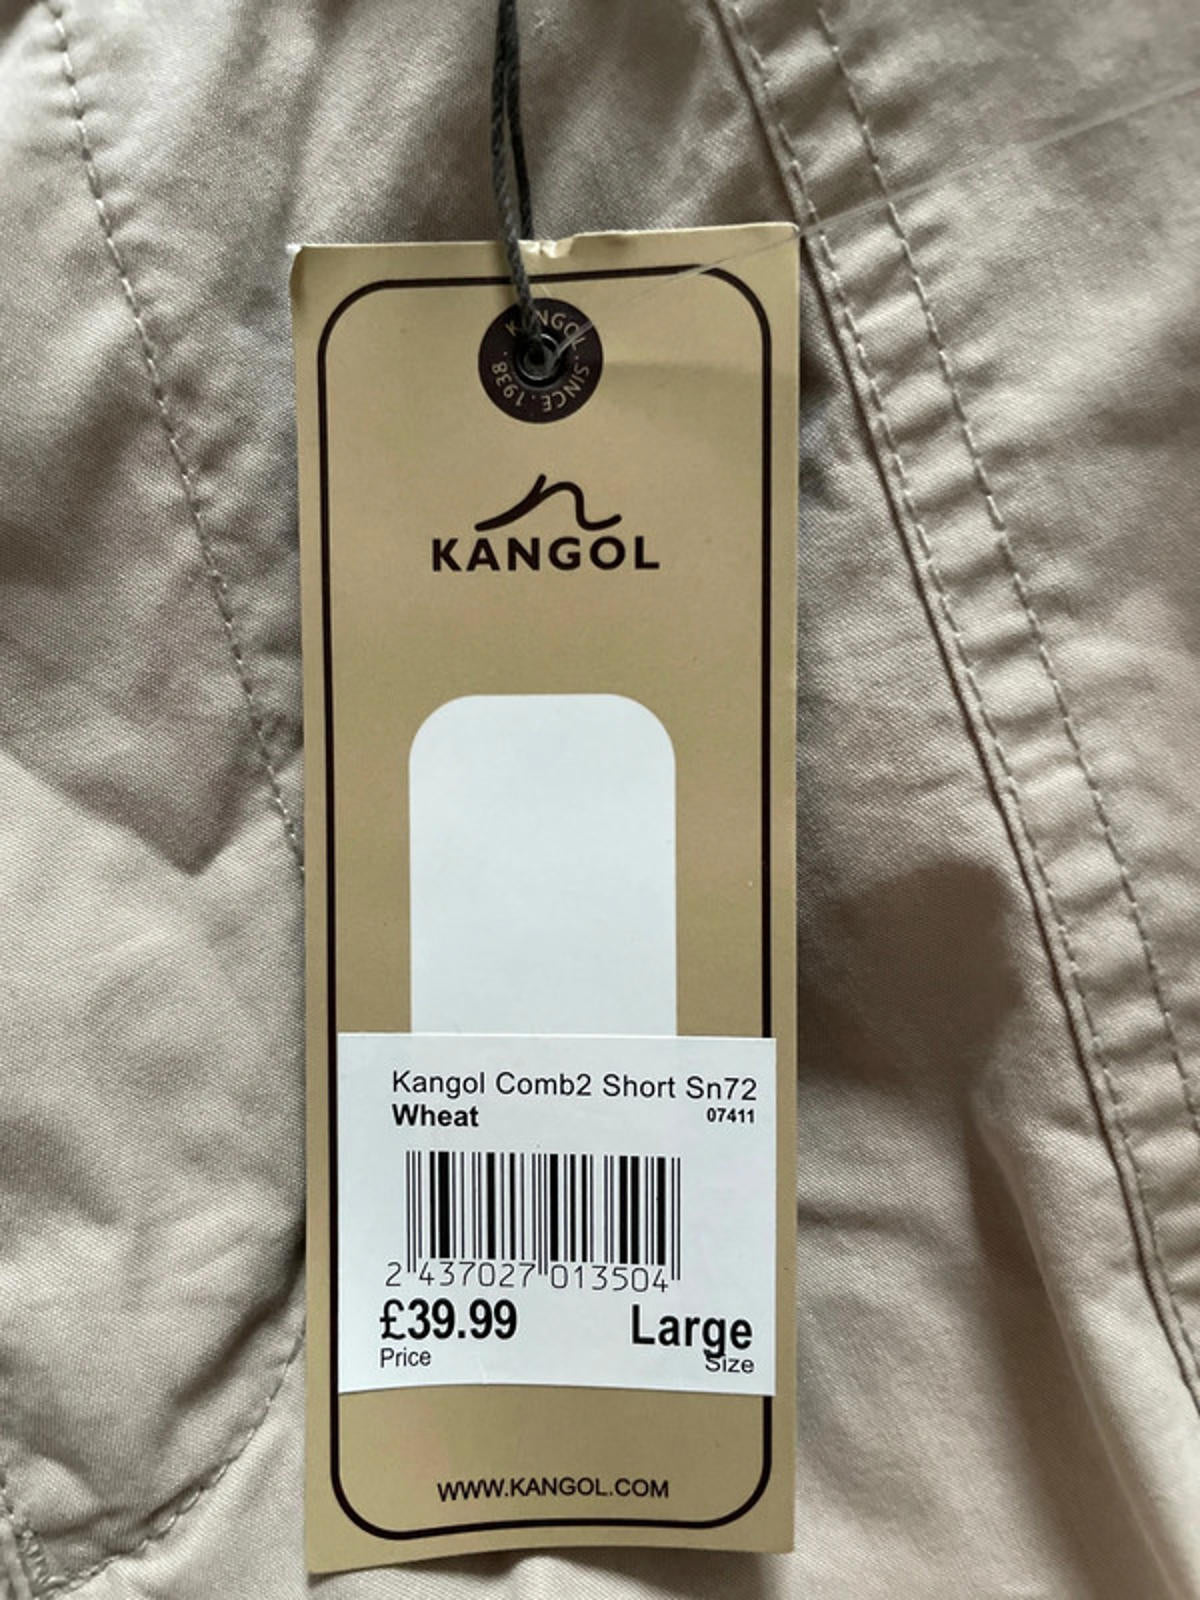 KANGOL . SINCE . 1938 .
KANGOL
Kangol Comb2 Short Sn72
Wheat 07411
2 437027 013504
£39.99 Large
Price Size
WWW.KANGOL.COM